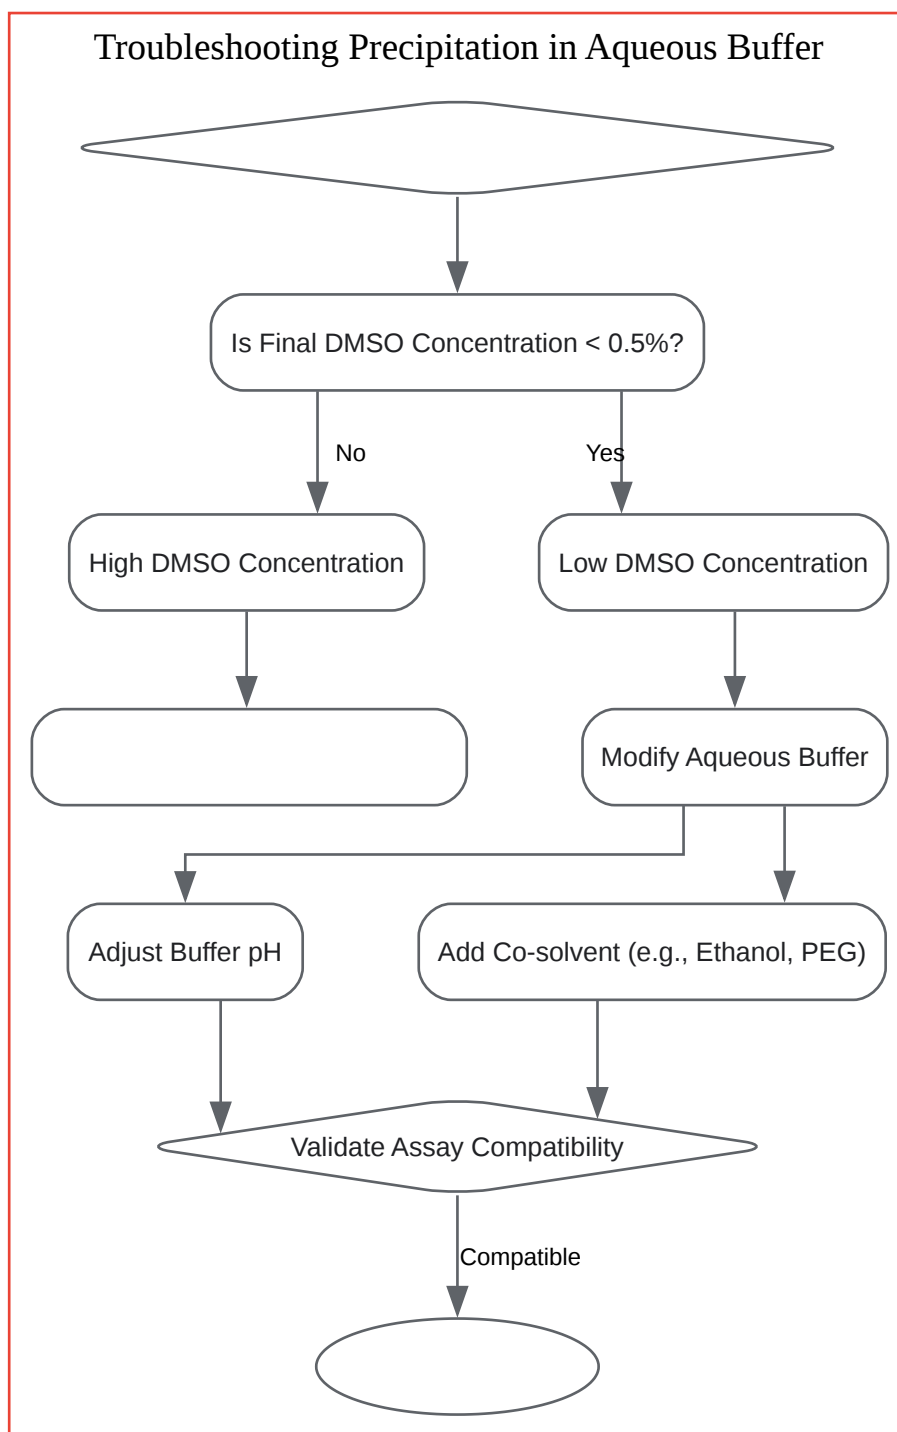 Troubleshooting Precipitation in Aqueous Buffer
Is Final DMSO Concentration < 0.5%?
No
Yes
High DMSO Concentration
Low DMSO Concentration
Modify Aqueous Buffer
Adjust Buffer pH
Add Co-solvent (e.g., Ethanol, PEG)
Validate Assay Compatibility
Compatible